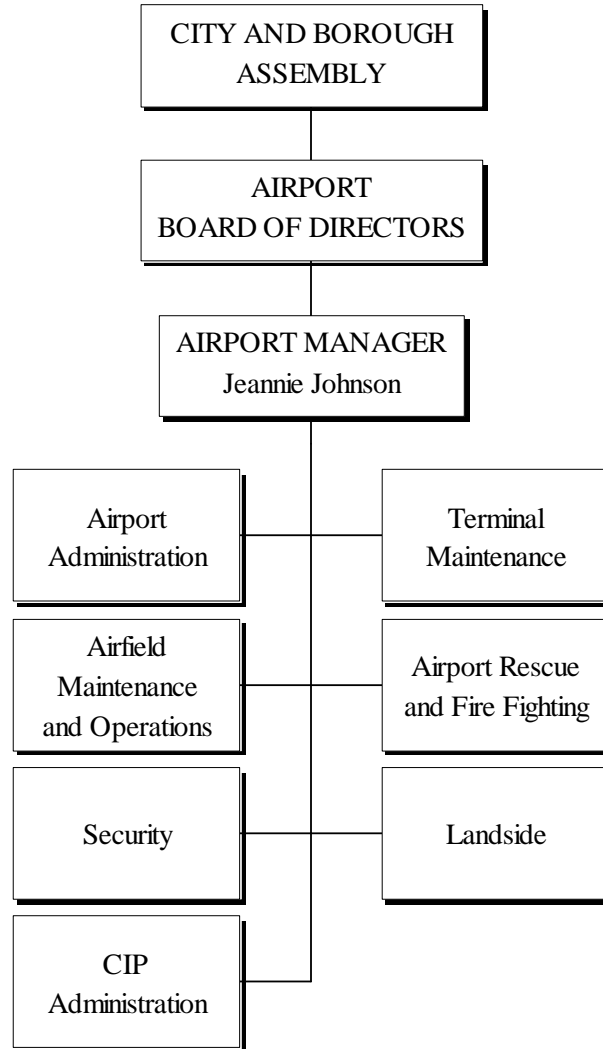 CITY AND BOROUGH
ASSEMBLY
AIRPORT
BOARD OF DIRECTORS
AIRPORT MANAGER
Jeannie Johnson
Airport
Administration
Terminal
Maintenance
Airfield
Maintenance
and Operations
Airport Rescue
and Fire Fighting
Security
Landside
CIP
Administration